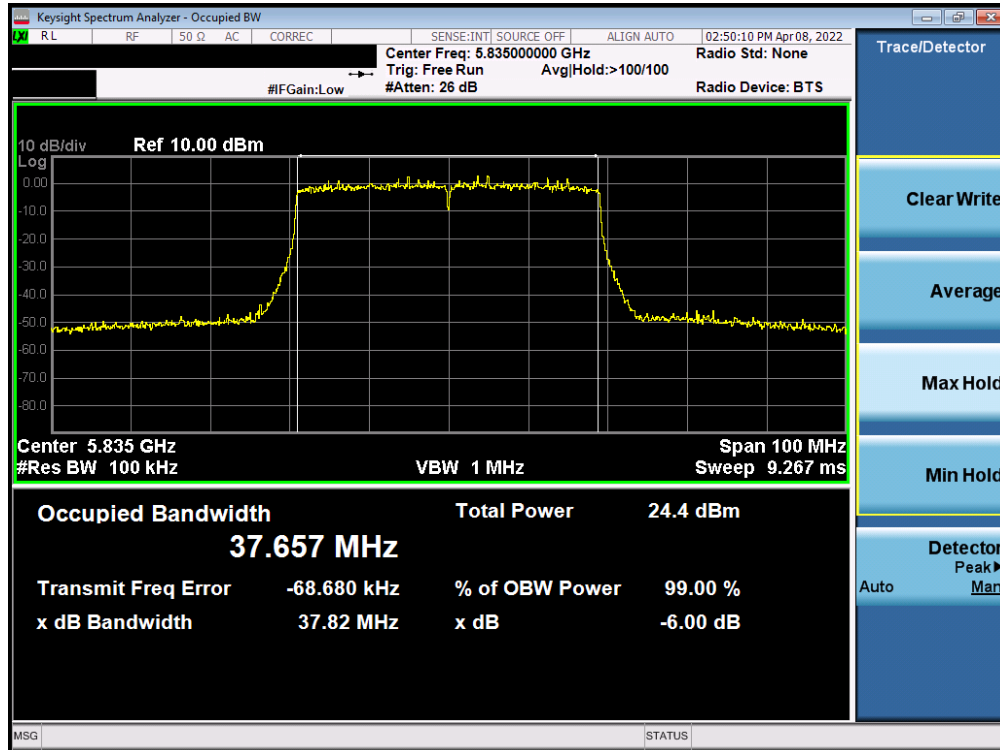 Keysight Spectrum Analyzer - Occupied BW
LXI RL RF 50 Ω AC CORREC SENSE:INT SOURCE OFF ALIGN AUTO 02:50:10 PM Apr 08, 2022
Center Freq: 5.835000000 GHz Radio Std: None
Trig: Free Run Avg|Hold:>100/100
#IFGain:Low #Atten: 26 dB Radio Device: BTS
Trace/Detector
10 dB/div Ref 10.00 dBm
Log
0.00
-10.0
-20.0
-30.0
-40.0
-50.0
-60.0
-70.0
-80.0
Center 5.835 GHz Span 100 MHz
#Res BW 100 kHz VBW 1 MHz Sweep 9.267 ms
Occupied Bandwidth Total Power 24.4 dBm
37.657 MHz
Transmit Freq Error -68.680 kHz % of OBW Power 99.00 %
x dB Bandwidth 37.82 MHz x dB -6.00 dB
Clear Write
Average
Max Hold
Min Hold
Detector
Peak
Auto Man
MSG STATUS